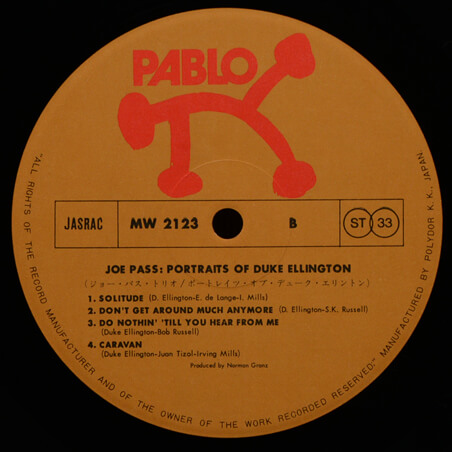 PABLO
JASRAC MW 2123 B ST 33
JOE PASS: PORTRAITS OF DUKE ELLINGTON
(ジョー・パス・トリオ/ポートレイツ・オブ・デューク・エリントン)
1. SOLITUDE (D. Ellington-E. de Lange-I. Mills)
2. DON'T GET AROUND MUCH ANYMORE (D. Ellington-S.K. Russell)
3. DO NOTHIN' 'TILL YOU HEAR FROM ME
(Duke Ellington-Bob Russell)
4. CARAVAN
(Duke Ellington-Juan Tizal-Irving Mills)
Produced by Norman Granz
"ALL RIGHTS OF THE RECORD MANUFACTURER AND OF THE OWNER OF THE WORK RECORDED RESERVED." MANUFACTURED BY POLYDOR K. K., JAPAN.